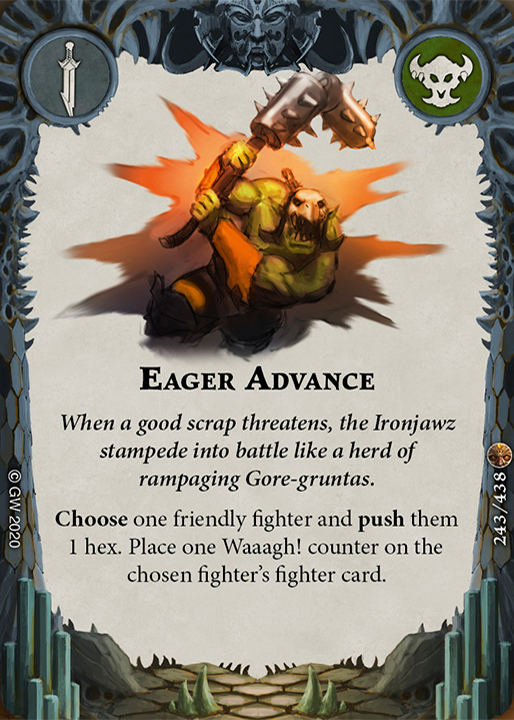 Eager Advance
When a good scrap threatens, the Ironjawz
stampede into battle like a herd of
rampaging Gore-gruntas.
Choose one friendly fighter and push them
1 hex. Place one Waaagh! counter on the
chosen fighter's fighter card.
© GW 2020
243/438